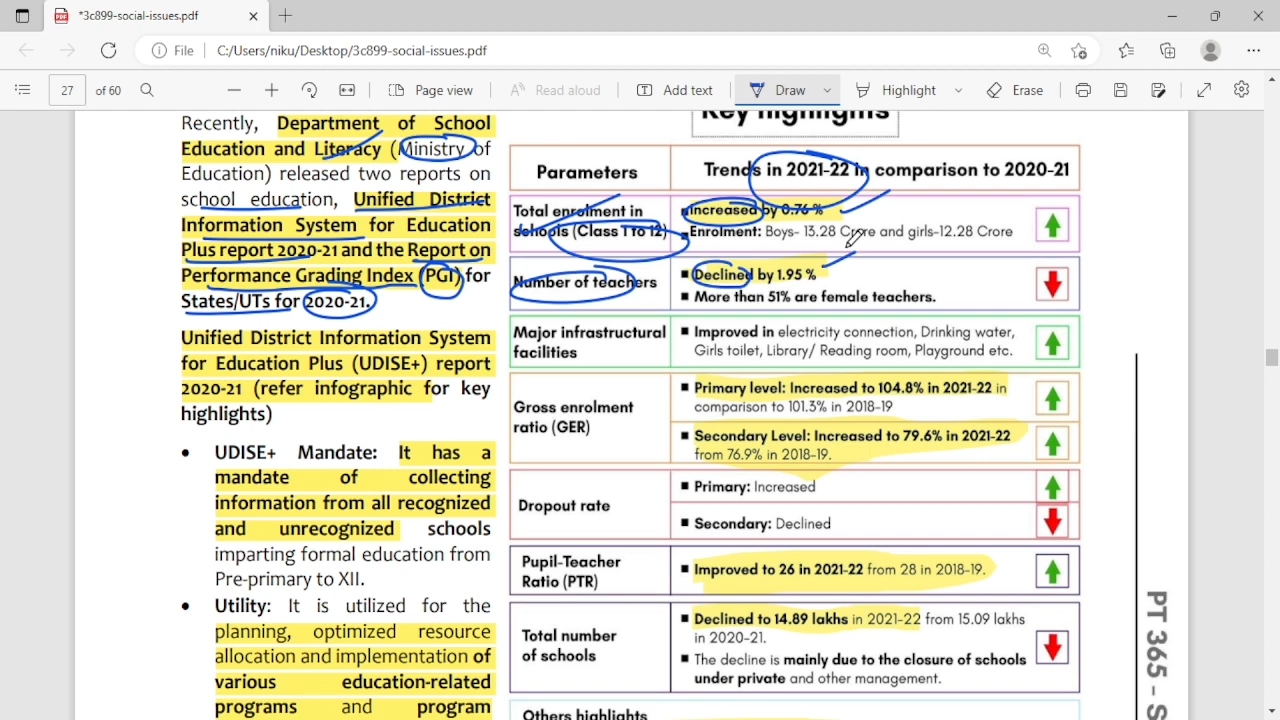 *3c899-social-issues.pdf
File C:/Users/niku/Desktop/3c899-social-issues.pdf
27 of 60 Page view Read aloud Add text Draw Highlight Erase
Recently, Department of School
Education and Literacy (Ministry of
Education) released two reports on
school education, Unified District
Information System for Education
Plus report 2020-21 and the Report on
Performance Grading Index (PGI) for
States/UTs for 2020-21.
Unified District Information System
for Education Plus (UDISE+) report
2020-21 (refer infographic for key
highlights)
• UDISE+ Mandate: It has a
mandate of collecting
information from all recognized
and unrecognized schools
imparting formal education from
Pre-primary to XII.
• Utility: It is utilized for the
planning, optimized resource
allocation and implementation of
various education-related
programs and program
Key highlights
Parameters Trends in 2021-22 in comparison to 2020-21
Total enrolment in
schools (Class 1 to 12)
▪ Increased by 0.76 %
▪ Enrolment: Boys- 13.28 Crore and girls-12.28 Crore
Number of teachers
▪ Declined by 1.95 %
▪ More than 51% are female teachers.
Major infrastructural
facilities
▪ Improved in electricity connection, Drinking water,
Girls toilet, Library/ Reading room, Playground etc.
Gross enrolment
ratio (GER)
▪ Primary level: Increased to 104.8% in 2021-22 in
comparison to 101.3% in 2018-19
▪ Secondary Level: Increased to 79.6% in 2021-22
from 76.9% in 2018-19.
Dropout rate
▪ Primary: Increased
▪ Secondary: Declined
Pupil-Teacher
Ratio (PTR)
▪ Improved to 26 in 2021-22 from 28 in 2018-19.
Total number
of schools
▪ Declined to 14.89 lakhs in 2021-22 from 15.09 lakhs
in 2020-21.
▪ The decline is mainly due to the closure of schools
under private and other management.
Others highlights
PT 365 - S